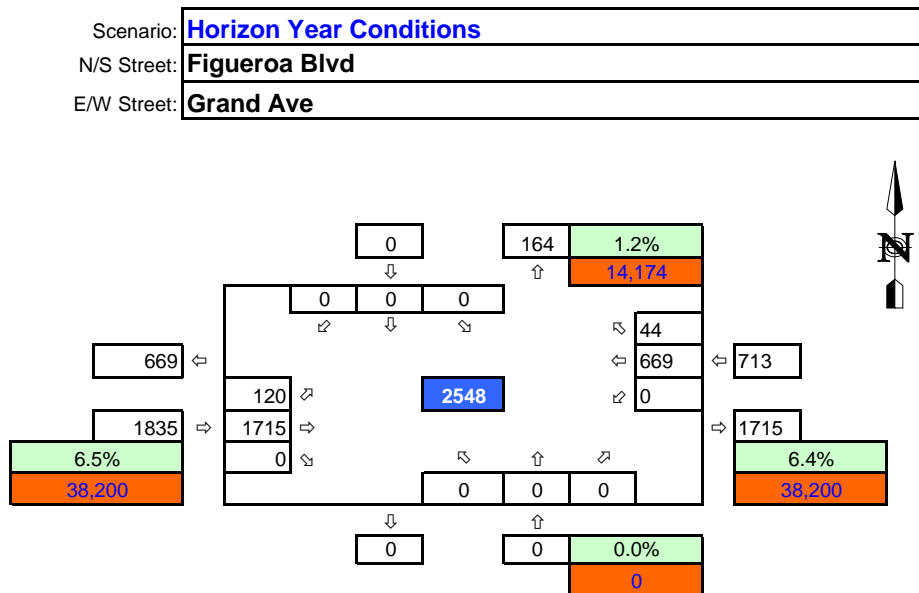 Scenario: Horizon Year Conditions
N/S Street: Figueroa Blvd
E/W Street: Grand Ave
N
0 164 1.2%
⇩ ⇧ 14,174
0 0 0
⬃ ⇩ ⬂ ⬁ 44
669 ⇦ ⇦ 669 ⇦ 713
120 ⬀ 2548 ⬃ 0
1835 ⇨ 1715 ⇨ ⇨ 1715
6.5% 0 ⬂ ⬁ ⇧ ⬀ 6.4%
38,200 0 0 0 38,200
⇩ ⇧
0 0 0.0%
0